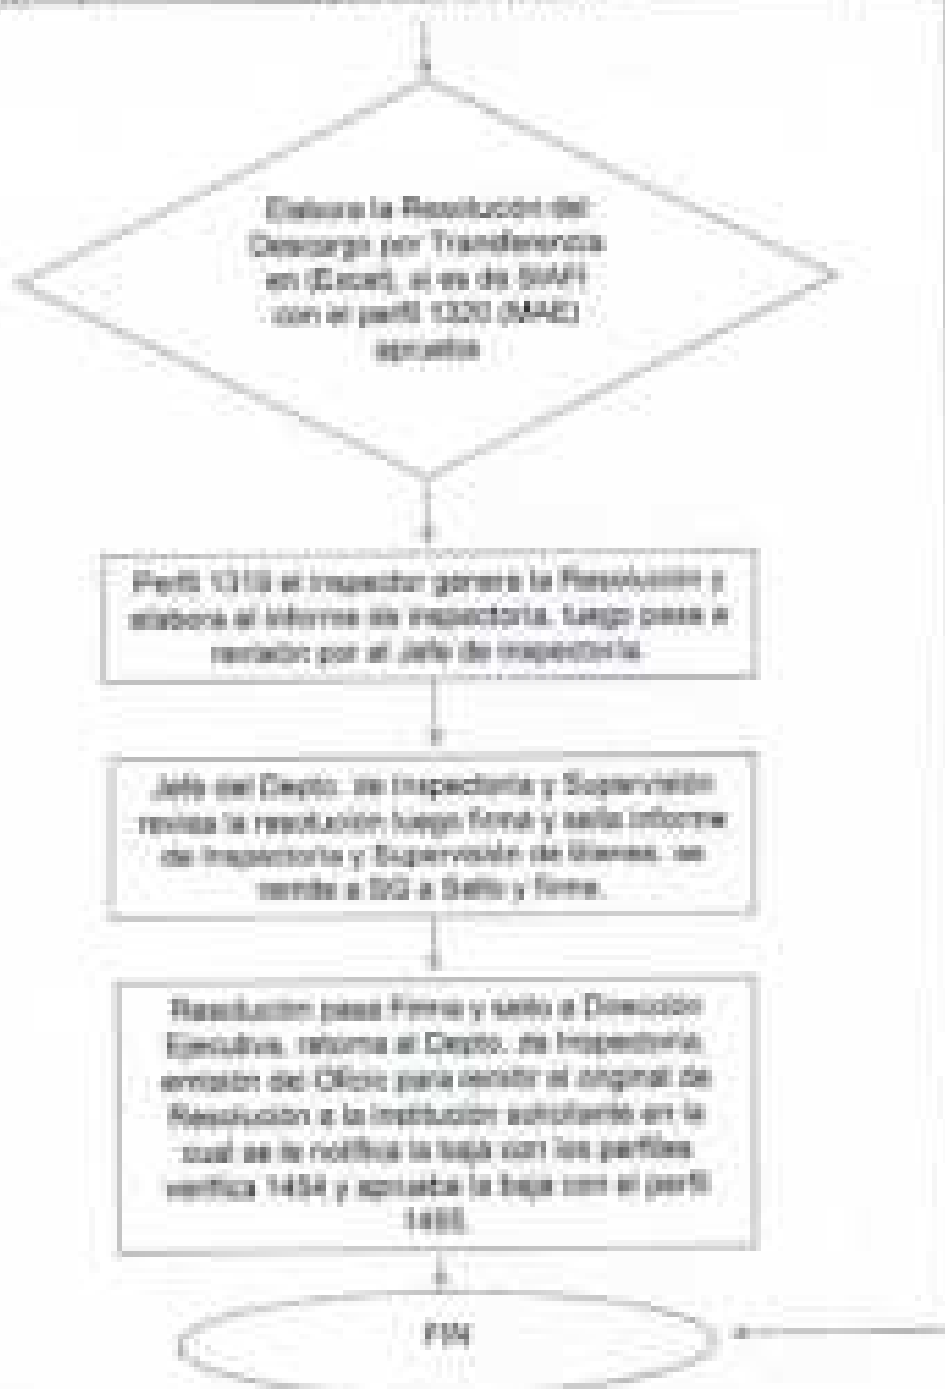 Elabora la Resolución del
Descargo por Transferencia
en (Excel), si es de SIAFI
con el perfil 1320 (MAE)
aprueba
Perfil 1319 el Inspector genera la Resolución y
elabora el informe de inspectoría, luego pasa a
revisión por el Jefe de Inspectoría.
Jefe del Depto. de Inspectoría y Supervisión
revisa la resolución luego firma y sella informe
de Inspectoría y Supervisión de Bienes, se
remite a SG a Sello y firma.
Resolución pasa Firma y sello a Dirección
Ejecutiva, retorna al Depto. de Inspectoría,
emisión del Oficio para remitir el original de
Resolución a la institución solicitante en la
cual se le notifica la baja con los perfiles
verifica 1454 y aprueba la baja con el perfil
FIN